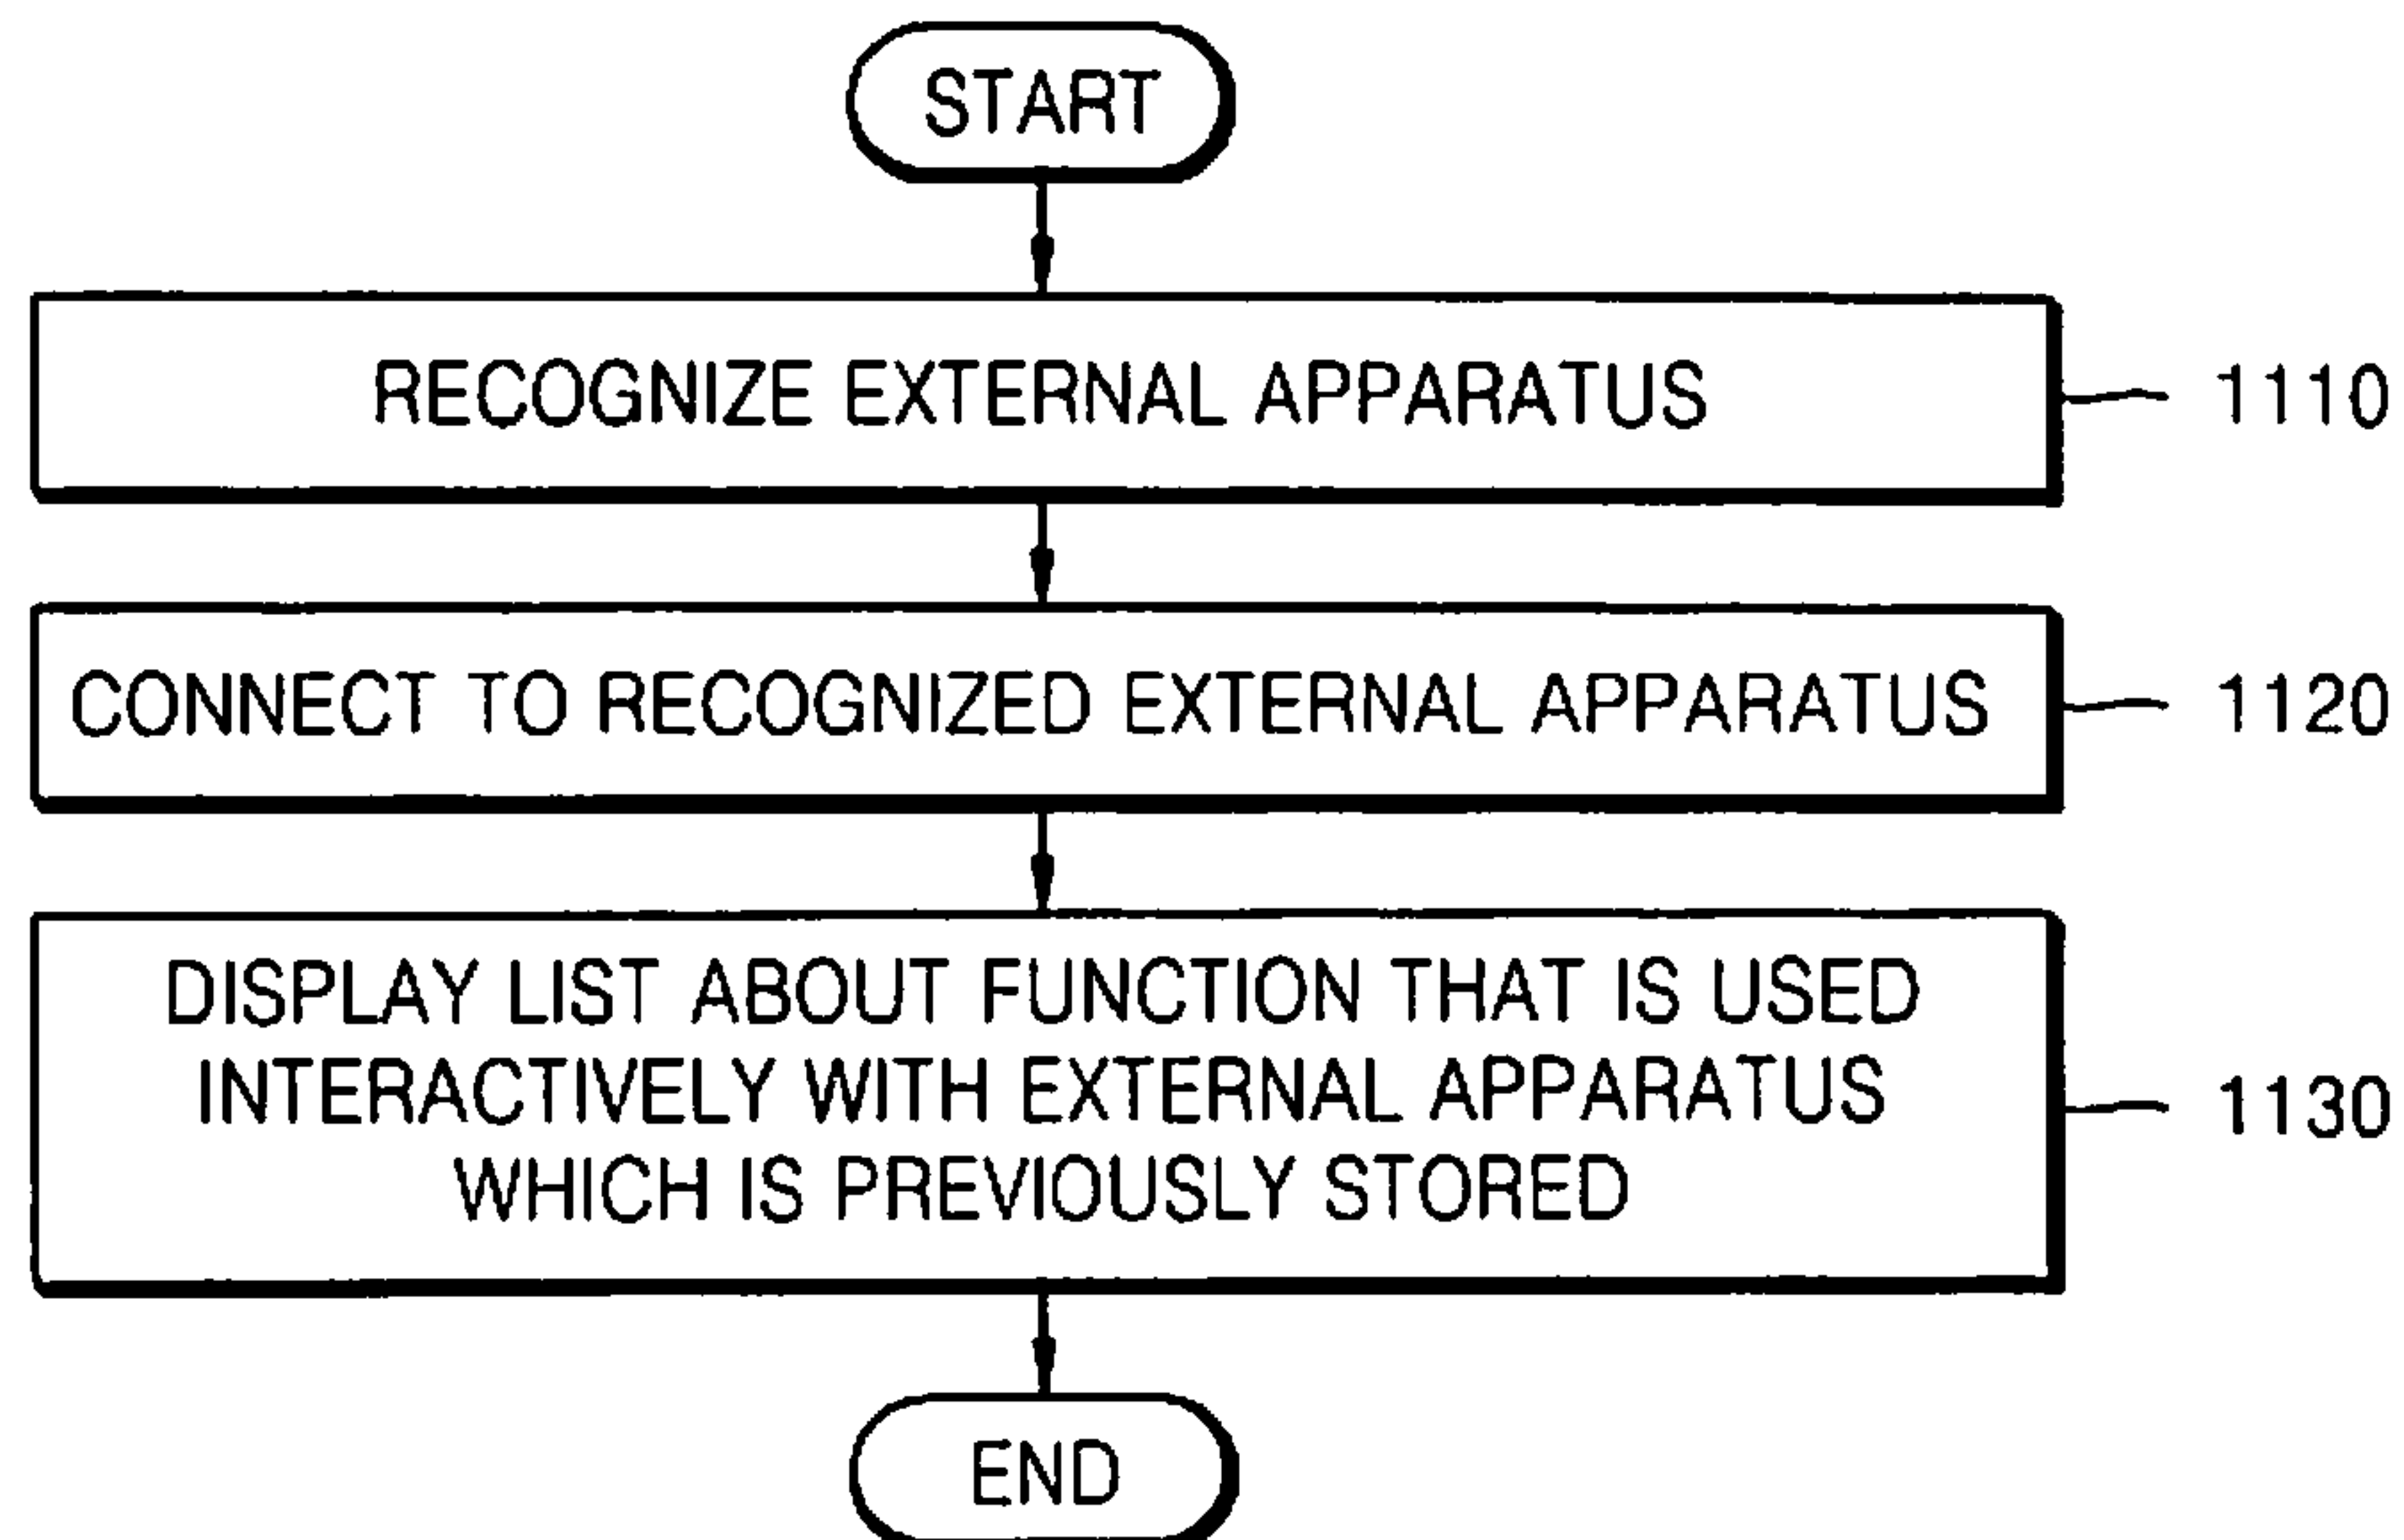 START
RECOGNIZE EXTERNAL APPARATUS
1110
CONNECT TO RECOGNIZED EXTERNAL APPARATUS
1120
DISPLAY LIST ABOUT FUNCTION THAT IS USED
INTERACTIVELY WITH EXTERNAL APPARATUS
WHICH IS PREVIOUSLY STORED
1130
END